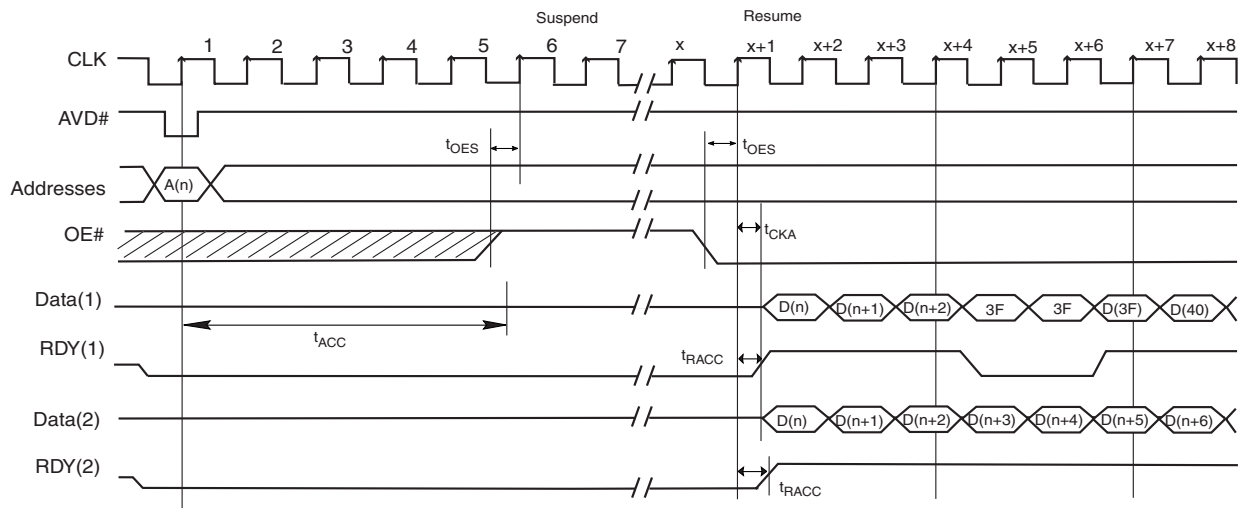 Suspend Resume
CLK 1 2 3 4 5 6 7 x x+1 x+2 x+3 x+4 x+5 x+6 x+7 x+8
AVD#
tOES tOES
Addresses A(n)
OE# tCKA
Data(1) D(n) D(n+1) D(n+2) 3F 3F D(3F) D(40)
tACC
RDY(1) tRACC
Data(2) D(n) D(n+1) D(n+2) D(n+3) D(n+4) D(n+5) D(n+6)
RDY(2)
tRACC